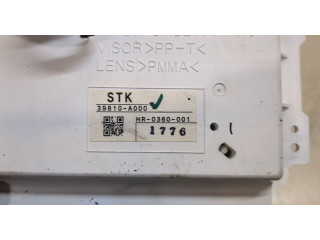 VISOR>PP-T<
LENS>PMMA<
STK
39810-A000
HR-0360-001
1776